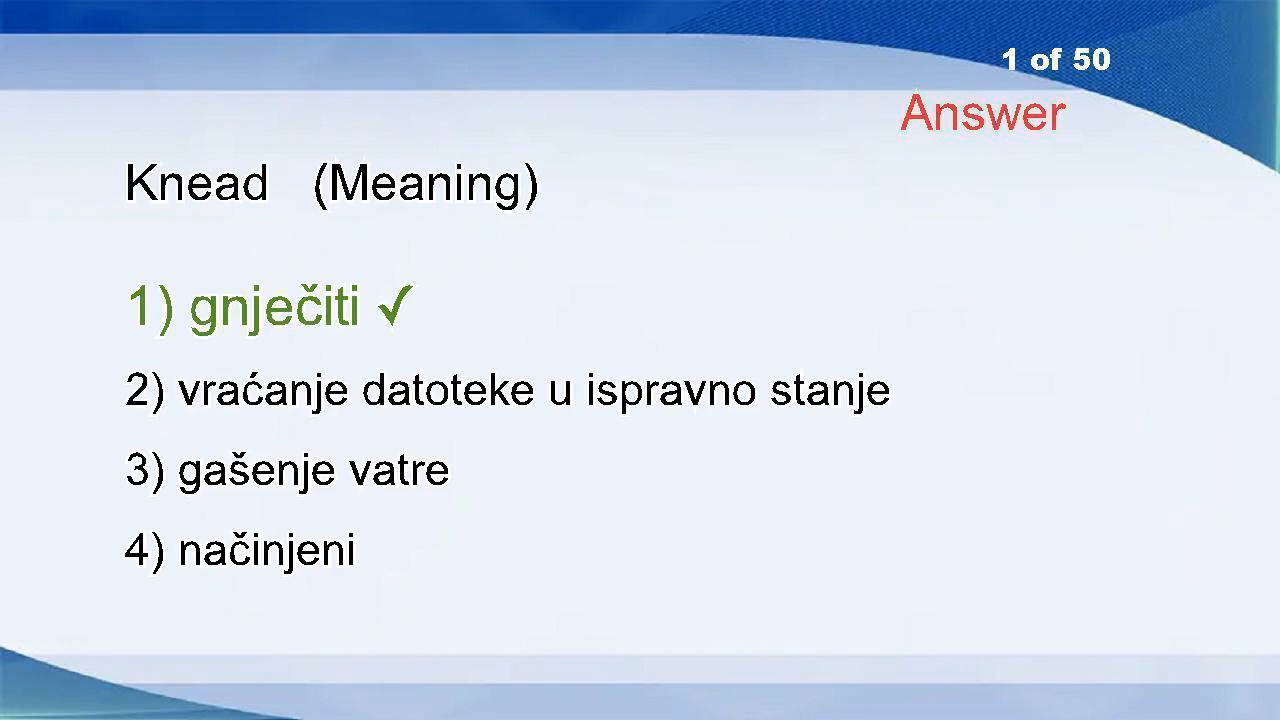 1 of 50
Answer
Knead (Meaning)
1) gnječiti ✓
2) vraćanje datoteke u ispravno stanje
3) gašenje vatre
4) načinjeni